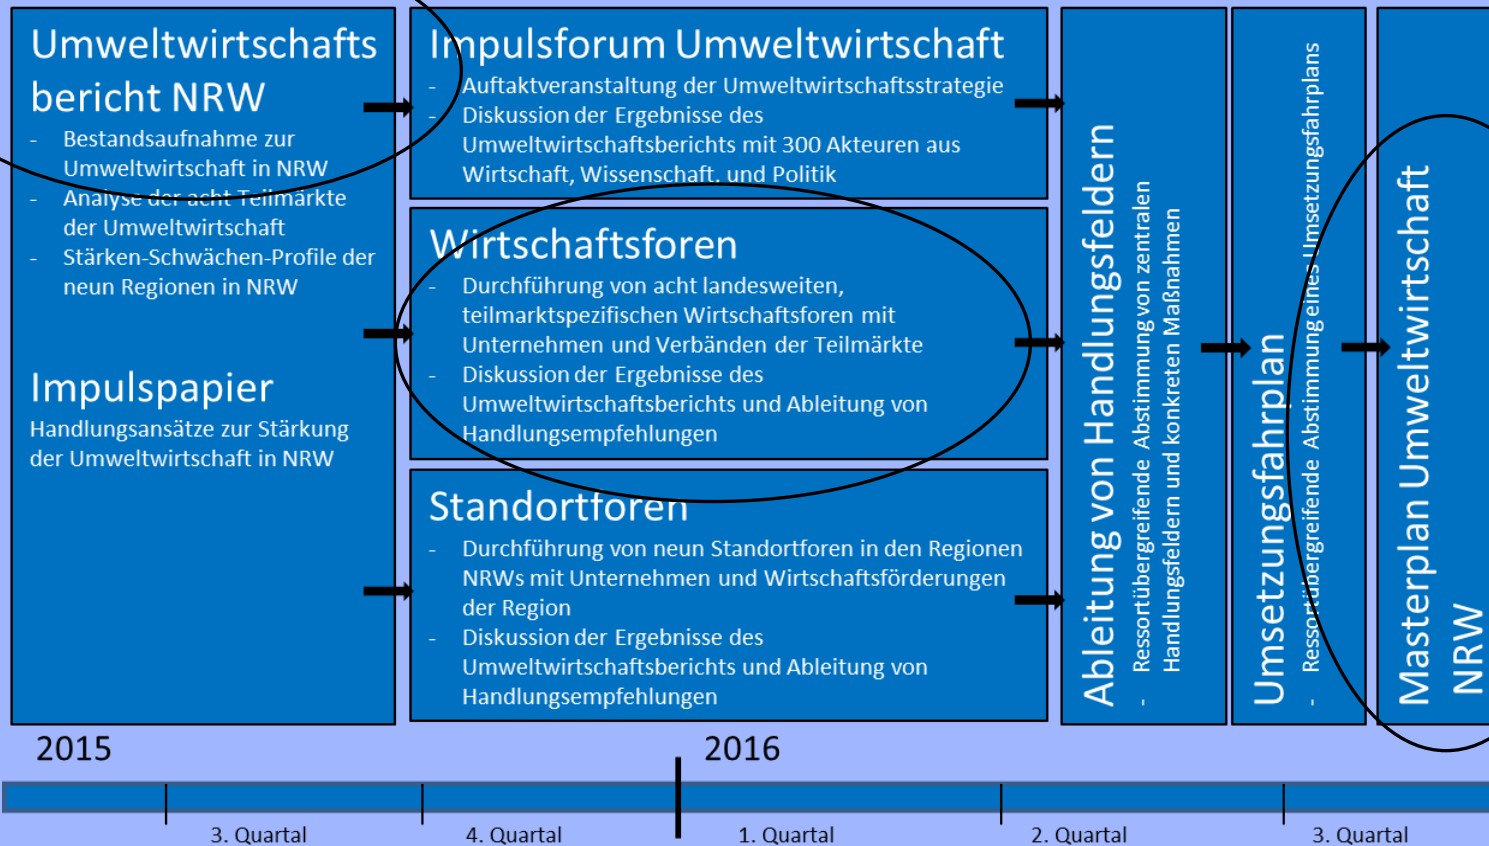 Umweltwirtschafts
bericht NRW
- Bestandsaufnahme zur
Umweltwirtschaft in NRW
- Analyse der acht Teilmärkte
der Umweltwirtschaft
- Stärken-Schwächen-Profile der
neun Regionen in NRW
Impulspapier
Handlungsansätze zur Stärkung
der Umweltwirtschaft in NRW
Impulsforum Umweltwirtschaft
- Auftaktveranstaltung der Umweltwirtschaftsstrategie
- Diskussion der Ergebnisse des
Umweltwirtschaftsberichts mit 300 Akteuren aus
Wirtschaft, Wissenschaft, und Politik
Wirtschaftsforen
- Durchführung von acht landesweiten,
teilmarktspezifischen Wirtschaftsforen mit
Unternehmen und Verbänden der Teilmärkte
- Diskussion der Ergebnisse des
Umweltwirtschaftsberichts und Ableitung von
Handlungsempfehlungen
Standortforen
- Durchführung von neun Standortforen in den Regionen
NRWs mit Unternehmen und Wirtschaftsförderungen
der Region
- Diskussion der Ergebnisse des
Umweltwirtschaftsberichts und Ableitung von
Handlungsempfehlungen
Ableitung von Handlungsfeldern
- Ressortübergreifende Abstimmung von zentralen
Handlungsfeldern und konkreten Maßnahmen
Umsetzungsfahrplan
- Ressortübergreifende Abstimmung eines Umsetzungsfahrplans
Masterplan Umweltwirtschaft
NRW
2015
2016
3. Quartal
4. Quartal
1. Quartal
2. Quartal
3. Quartal